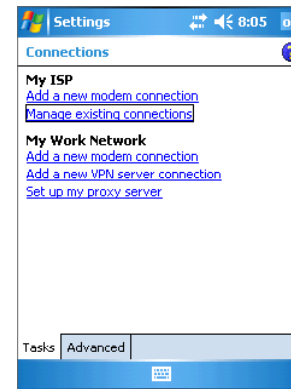 Settings 8:05 o
Connections
My ISP
Add a new modem connection
Manage existing connections
My Work Network
Add a new modem connection
Add a new VPN server connection
Set up my proxy server
Tasks Advanced